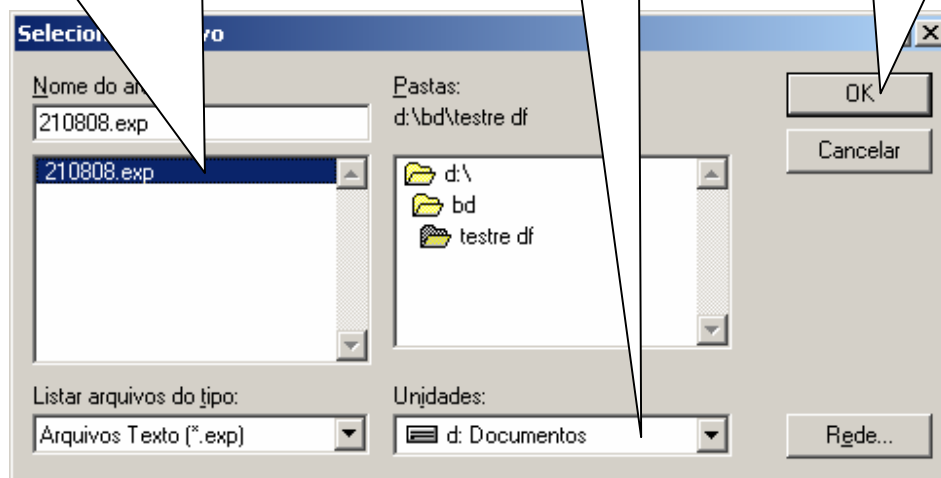 Nome do
Pastas:
OK
210808.exp
d:\bd\testre df
Cancelar
210808.exp
d:\
bd
testre df
Listar arquivos do tipo:
Unidades:
Arquivos Texto (*.exp)
d: Documentos
Rede...